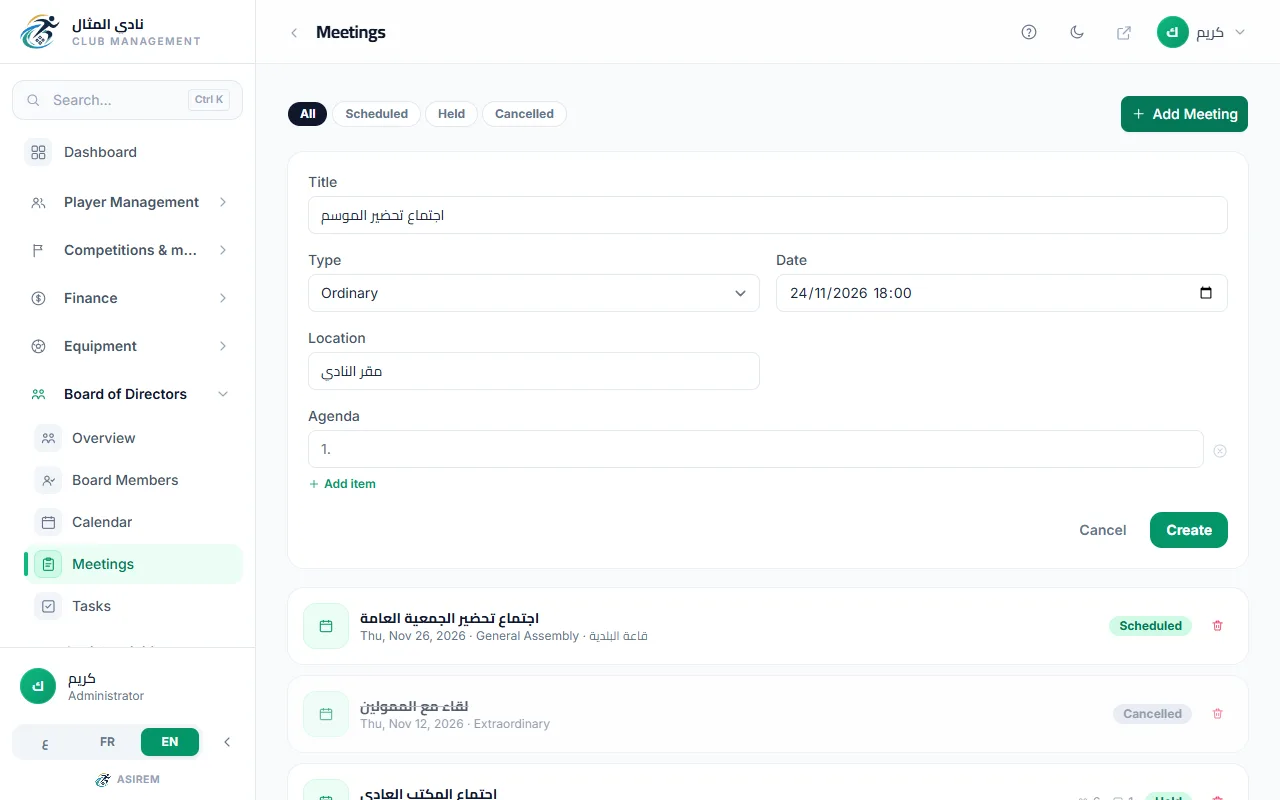 نادي المثال
CLUB MANAGEMENT
Search...
Ctrl K
Dashboard
Player Management
Competitions & m...
Finance
Equipment
Board of Directors
Overview
Board Members
Calendar
Meetings
Tasks
ك
كريم
Administrator
ع
FR
EN
ASIREM
Meetings
ك
كريم
All
Scheduled
Held
Cancelled
+ Add Meeting
Title
اجتماع تحضير الموسم
Type
Date
Ordinary
24/11/2026 18:00
Location
مقر النادي
Agenda
1.
+ Add item
Cancel
Create
اجتماع تحضير الجمعية العامة
Thu, Nov 26, 2026 · General Assembly · قاعة البلدية
Scheduled
لقاء مع الممولين
Thu, Nov 12, 2026 · Extraordinary
Cancelled
اجتماع المكتب العادي
Held